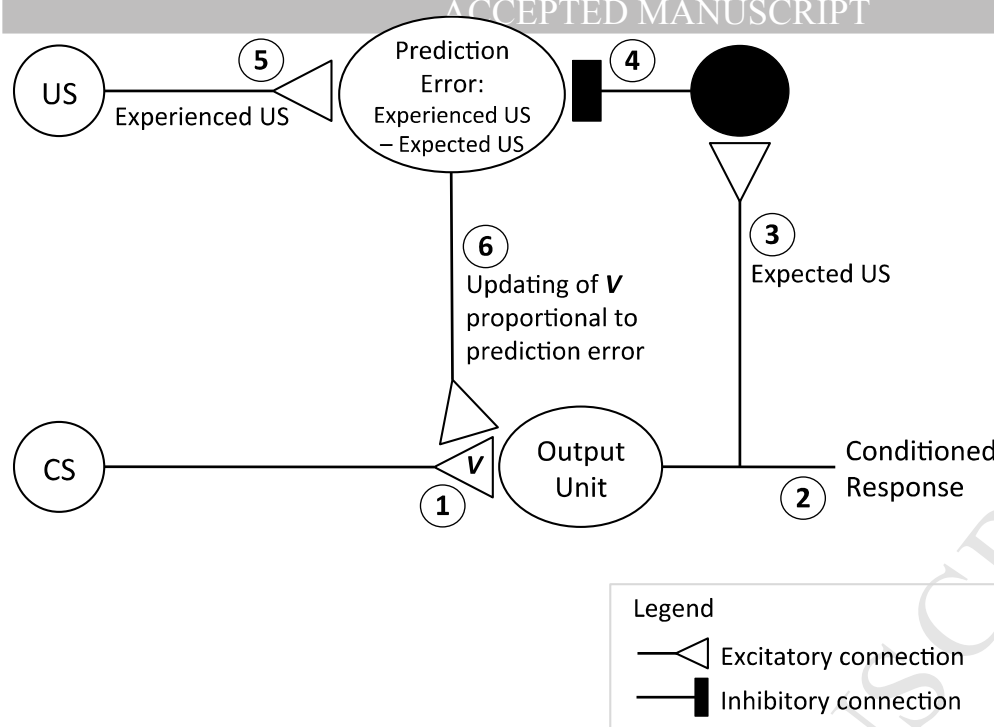 ACCEPTED MANUSCRIPT
US
5
Experienced US
Prediction
Error:
Experienced US
– Expected US
4
3
Expected US
6
Updating of V
proportional to
prediction error
CS
V
1
Output
Unit
2
Conditioned
Response
Legend
Excitatory connection
Inhibitory connection